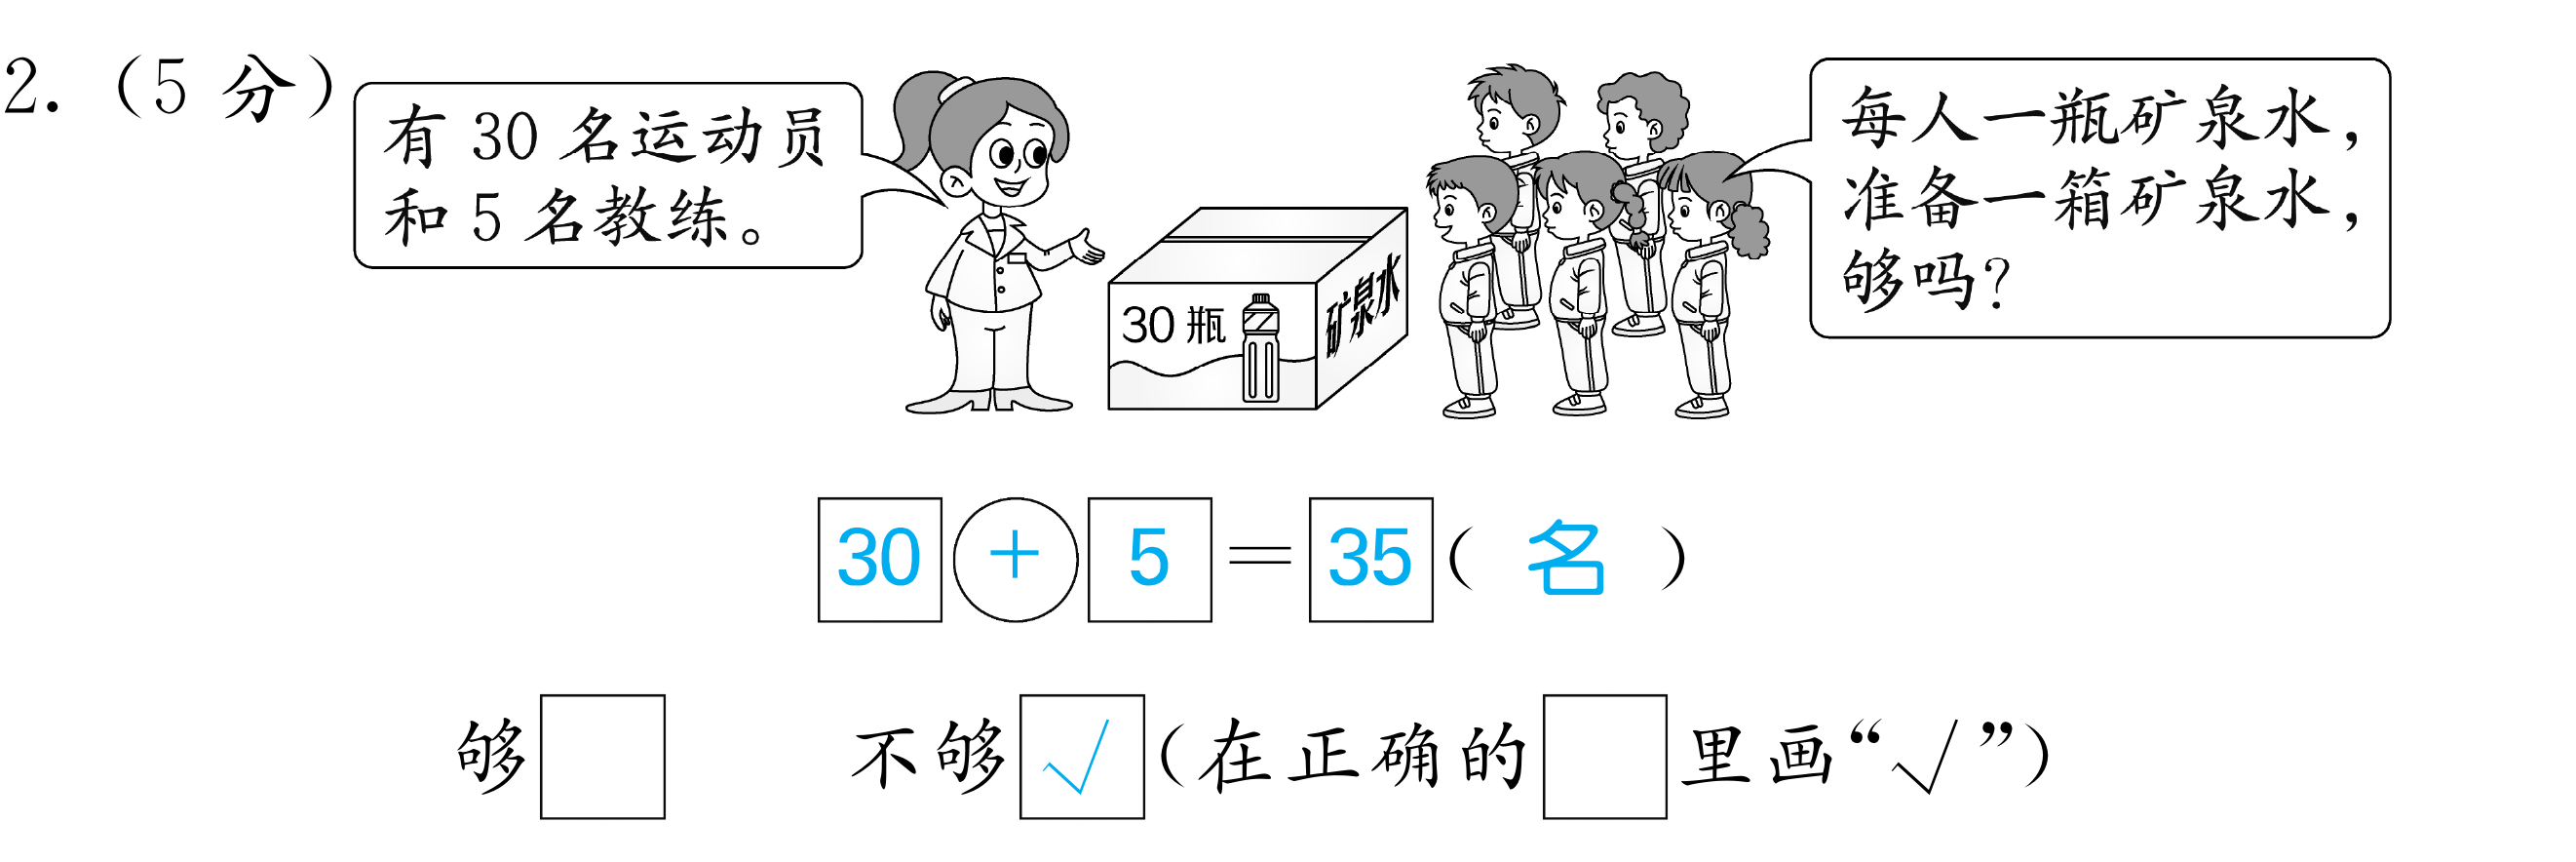 2.（5 分）
有 30 名运动员
和 5 名教练。
30 瓶
矿泉水
每人一瓶矿泉水，
准备一箱矿泉水，
够吗？
30 + 5 = 35（ 名 ）
够□ 不够√（在正确的□里画“√”）